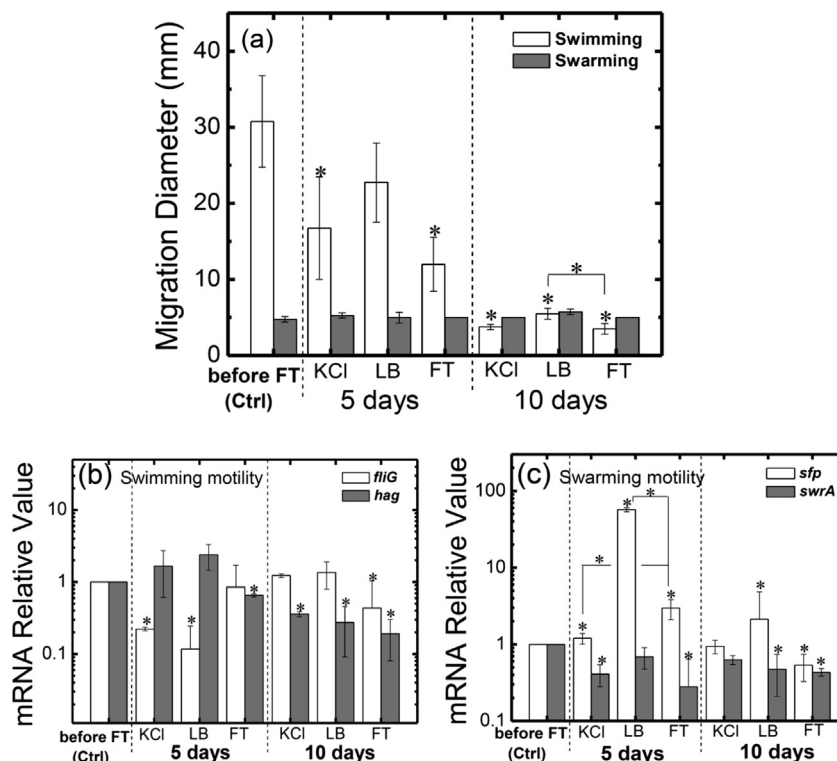 (a)
Swimming
Swarming
Migration Diameter (mm)
40
30
20
10
0
*
*
*
*
*
*
before FT
(Ctrl)
KCl LB FT
5 days
KCl LB FT
10 days
(b) Swimming motility
fliG
hag
mRNA Relative Value
1
0.1
* * * * * * *
before FT
(Ctrl)
KCl LB FT
5 days
KCl LB FT
10 days
(c) Swarming motility
sfp
swrA
mRNA Relative Value
100
10
1
0.1
* * * * * * * * * * *
before FT
(Ctrl)
KCl LB FT
5 days
KCl LB FT
10 days